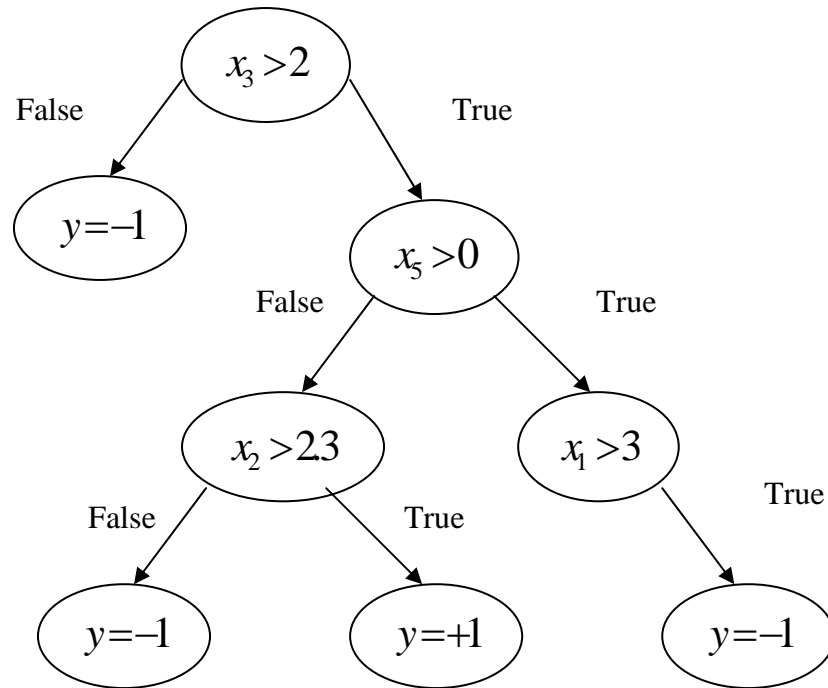 x₃ >2
False
True
y=−1
x₅ >0
False
True
x₂ >2.3
x₁ >3
False
True
True
y=−1
y=+1
y=−1